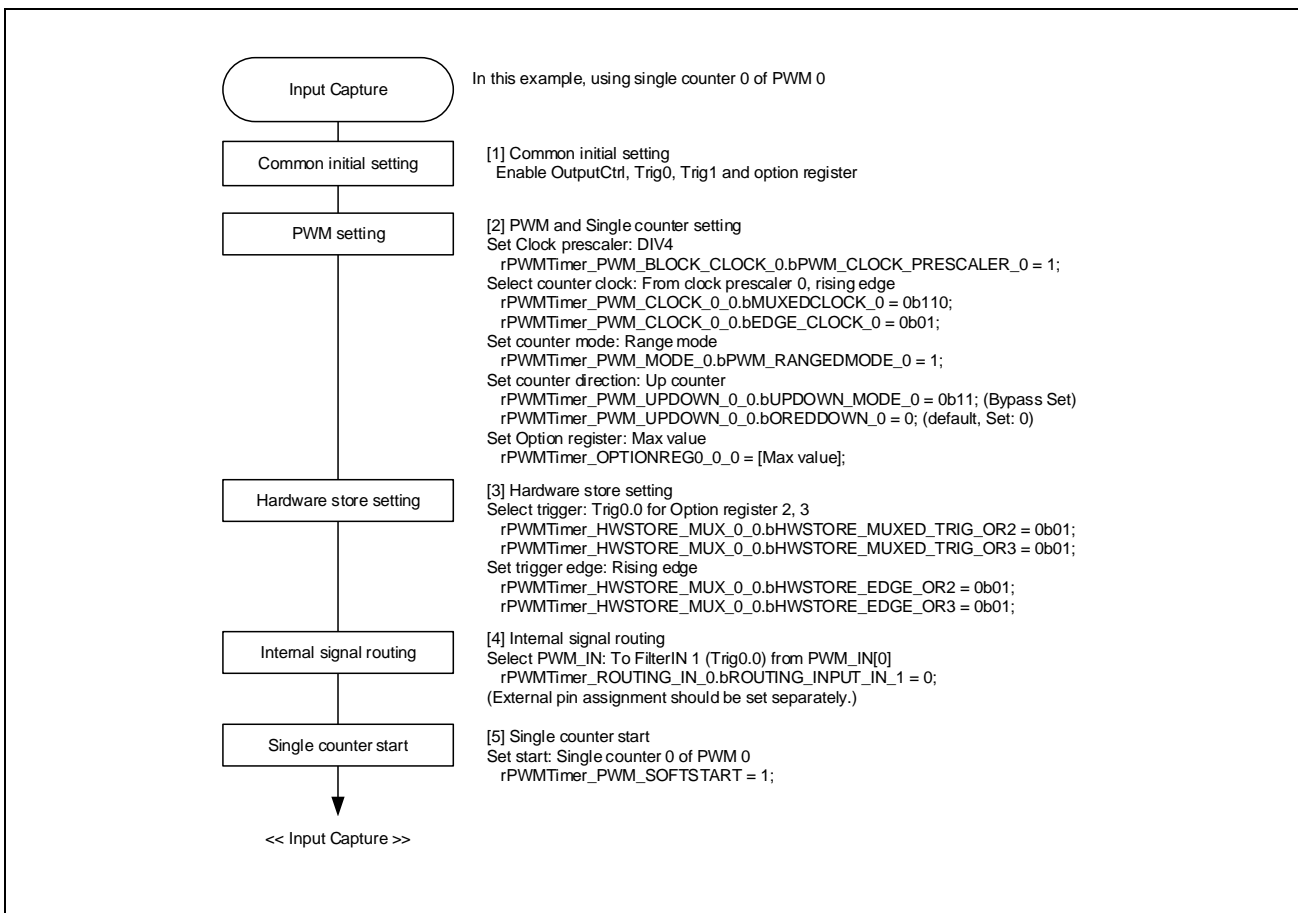 Input Capture
In this example, using single counter 0 of PWM 0
Common initial setting
[1] Common initial setting
Enable OutputCtrl, Trig0, Trig1 and option register
PWM setting
[2] PWM and Single counter setting
Set Clock prescaler: DIV4
rPWMTimer_PWM_BLOCK_CLOCK_0.bPWM_CLOCK_PRESCALER_0 = 1;
Select counter clock: From clock prescaler 0, rising edge
rPWMTimer_PWM_CLOCK_0_0.bMUXEDCLOCK_0 = 0b110;
rPWMTimer_PWM_CLOCK_0_0.bEDGE_CLOCK_0 = 0b01;
Set counter mode: Range mode
rPWMTimer_PWM_MODE_0.bPWM_RANGEDMODE_0 = 1;
Set counter direction: Up counter
rPWMTimer_PWM_UPDOWN_0_0.bUPDOWN_MODE_0 = 0b11; (Bypass Set)
rPWMTimer_PWM_UPDOWN_0_0.bOREDDOWN_0 = 0; (default, Set: 0)
Set Option register: Max value
rPWMTimer_OPTIONREG0_0_0 = [Max value];
Hardware store setting
[3] Hardware store setting
Select trigger: Trig0.0 for Option register 2, 3
rPWMTimer_HWSTORE_MUX_0_0.bHWSTORE_MUXED_TRIG_OR2 = 0b01;
rPWMTimer_HWSTORE_MUX_0_0.bHWSTORE_MUXED_TRIG_OR3 = 0b01;
Set trigger edge: Rising edge
rPWMTimer_HWSTORE_MUX_0_0.bHWSTORE_EDGE_OR2 = 0b01;
rPWMTimer_HWSTORE_MUX_0_0.bHWSTORE_EDGE_OR3 = 0b01;
Internal signal routing
[4] Internal signal routing
Select PWM_IN: To FilterIN 1 (Trig0.0) from PWM_IN[0]
rPWMTimer_ROUTING_IN_0.bROUTING_INPUT_IN_1 = 0;
(External pin assignment should be set separately.)
Single counter start
[5] Single counter start
Set start: Single counter 0 of PWM 0
rPWMTimer_PWM_SOFTSTART = 1;
<< Input Capture >>